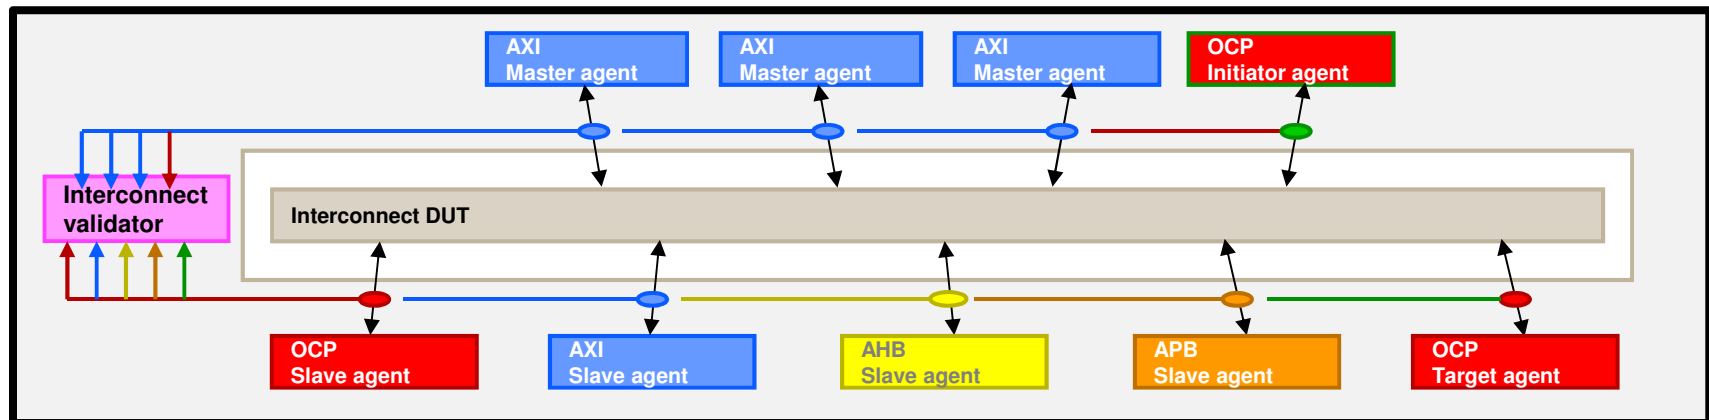 AXI
Master agent
AXI
Master agent
AXI
Master agent
OCP
Initiator agent
Interconnect
validator
Interconnect DUT
OCP
Slave agent
AXI
Slave agent
AHB
Slave agent
APB
Slave agent
OCP
Target agent